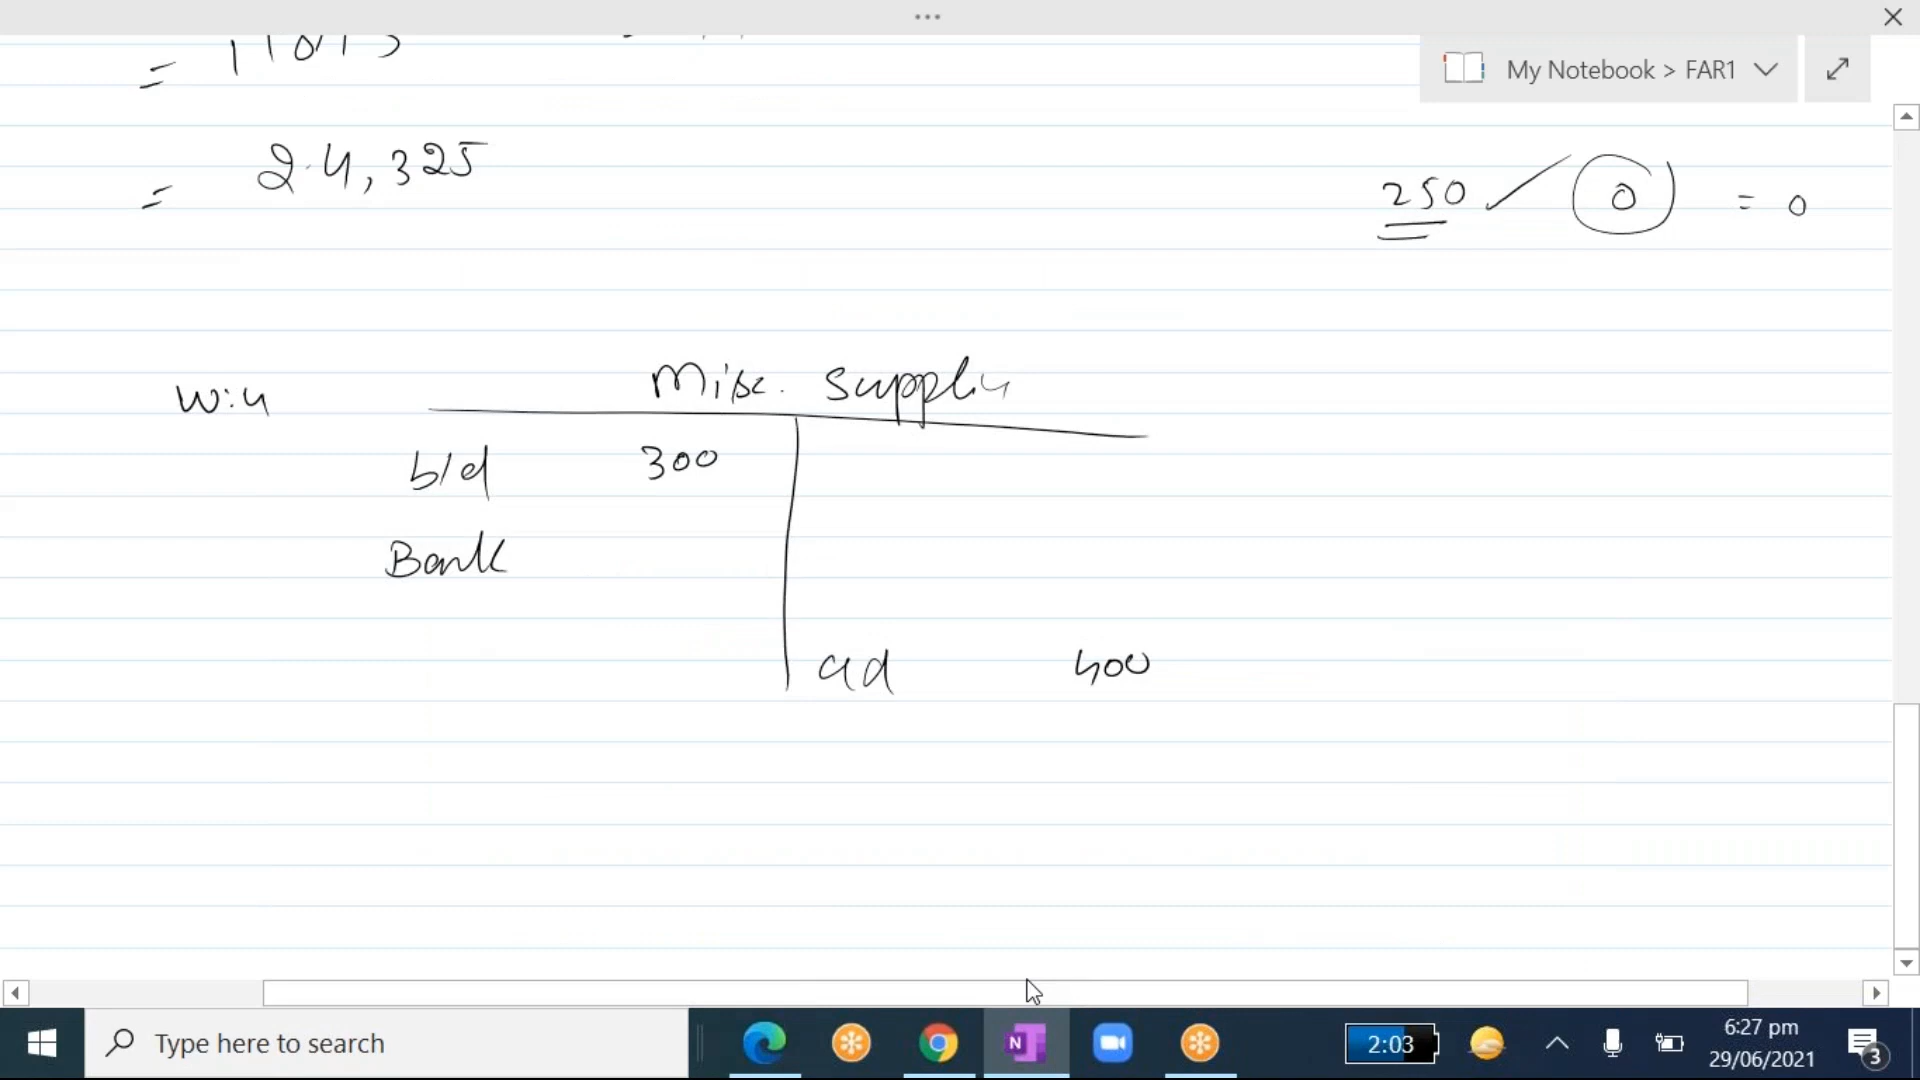 ...
My Notebook > FAR1
=
= 24,325
250 / 0 = 0
W:4 Misc. Supplies
b/d 300
Bank
c/d 400
Type here to search
2:03
6:27 pm
29/06/2021
3